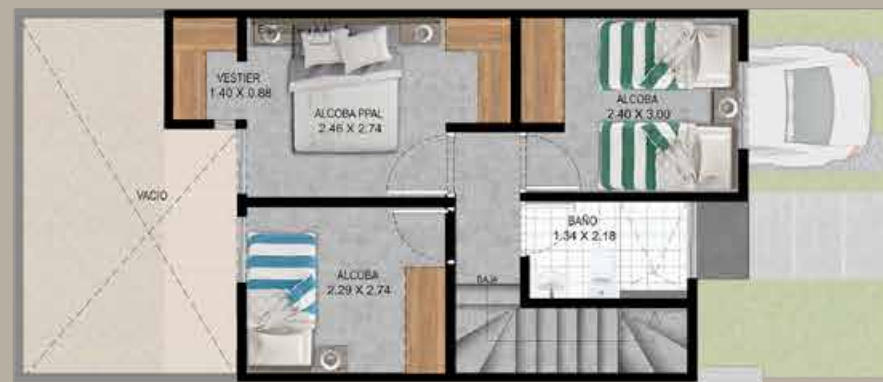 VESTIER
1.40 X 0.88
ALCOBA PPAL
2.46 X 2.74
ALCOBA
2.40 X 3.00
VACIO
BAÑO
1.34 X 2.18
ALCOBA
2.29 X 2.74
BAJA